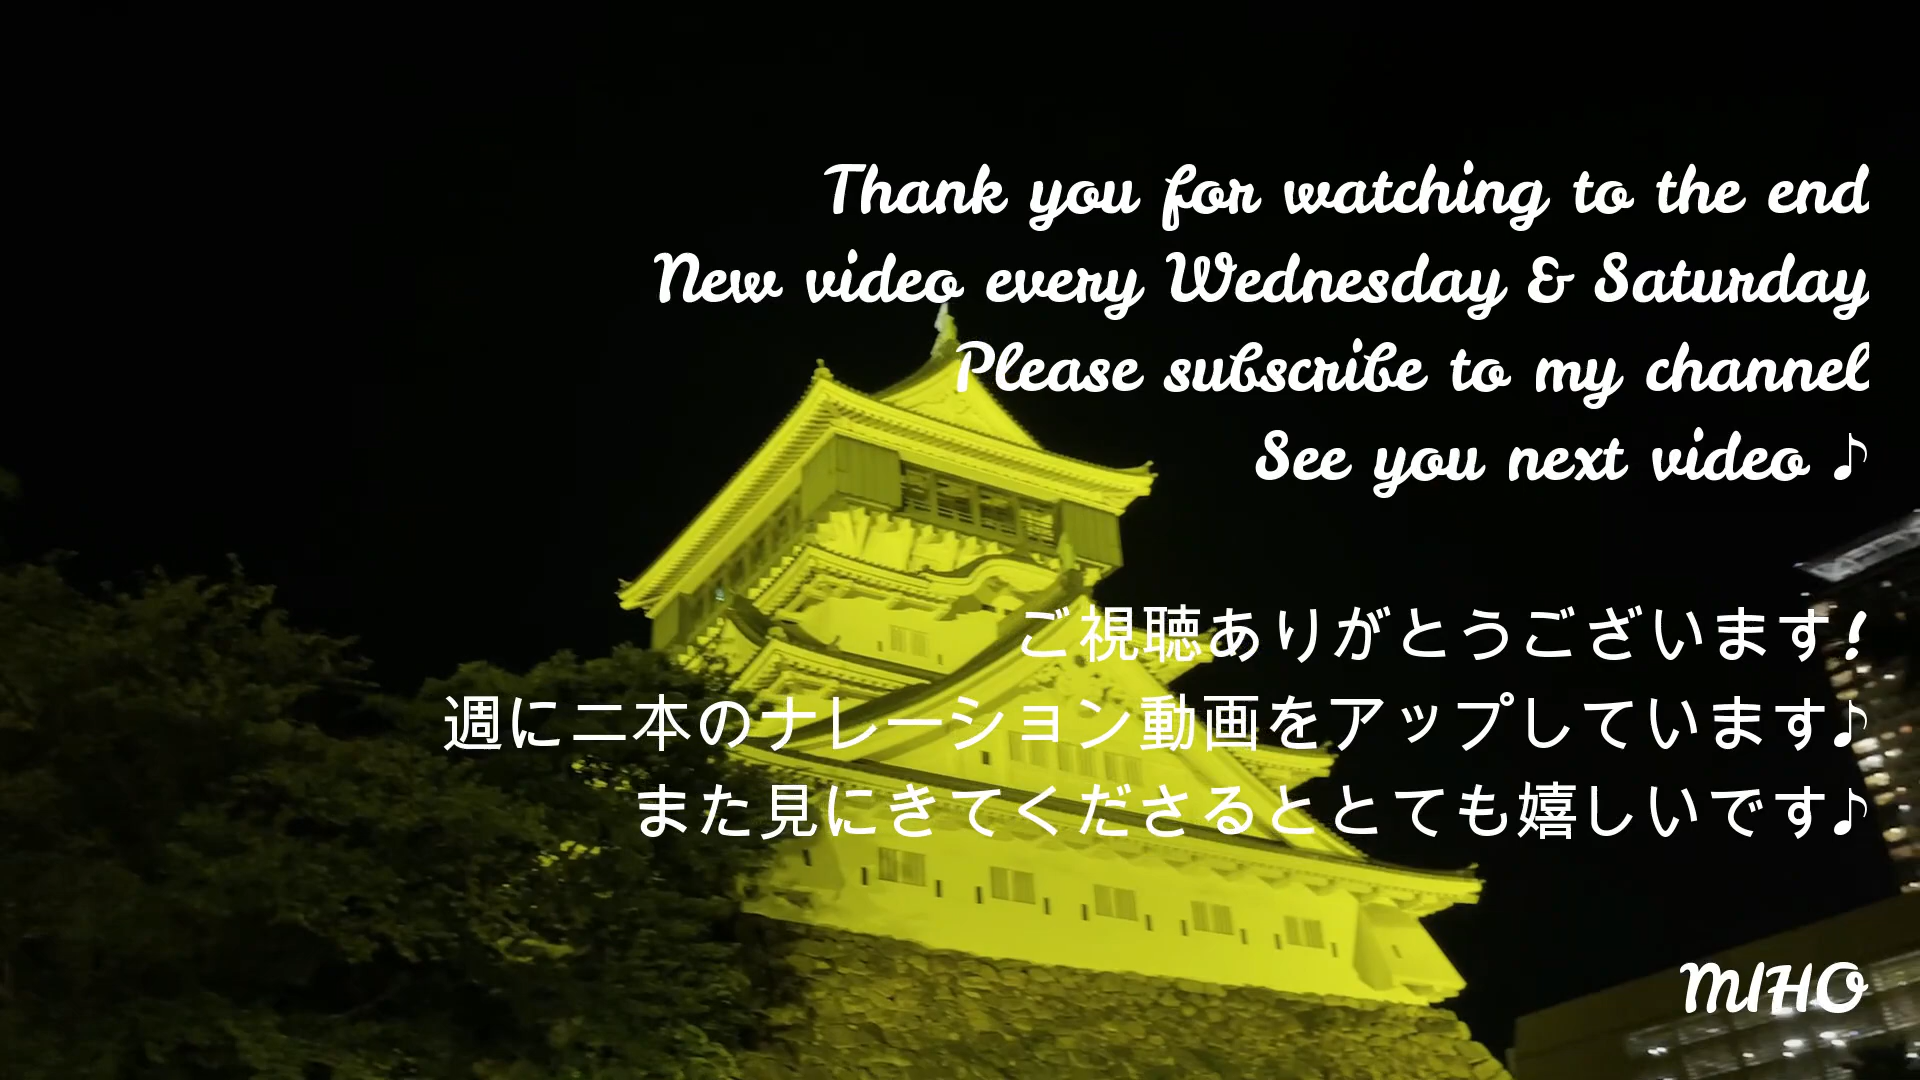 Thank you for watching to the end
New video every Wednesday & Saturday
Please subscribe to my channel
See you next video ♪
ご視聴ありがとうございます!
週に二本のナレーション動画をアップしています♪
また見にきてくださるととても嬉しいです♪
MIHO